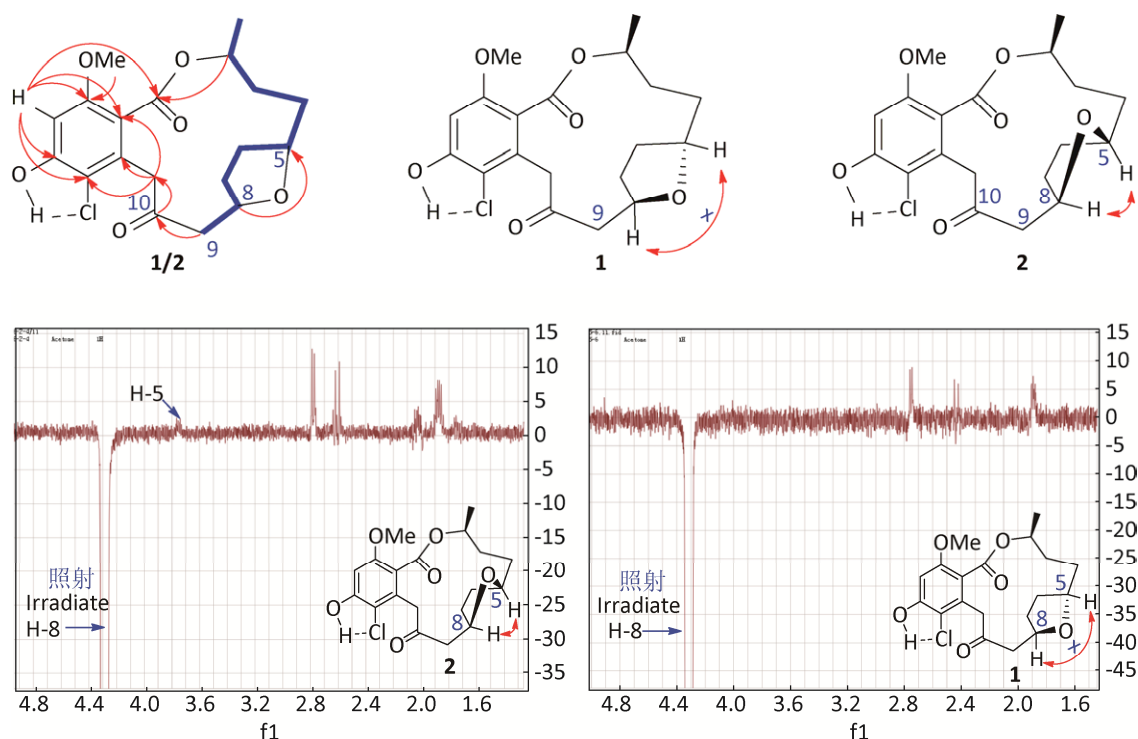 OMe
O
H
O
5
O
8
O
H
Cl
10
O
9
1/2
OMe
O
O
H
O
H
Cl
O
9
H
O
x
1
OMe
O
O
O
5
H
O
H
Cl
10
8
H
O
9
2
Acetome 1H
H-5
照射
Irradiate
H-8
OMe
O
O
O
5
H
O
H
Cl
8
H
O
2
15
10
5
0
-5
-10
-15
-20
-25
-30
-35
4.8 4.4 4.0 3.6 3.2 2.8 2.4 2.0 1.6
f1
Acetome 1H
照射
Irradiate
H-8
OMe
O
O
5
H
O
H
Cl
8
O
x
O
H
1
15
10
5
0
-5
-10
-15
-20
-25
-30
-35
-40
-45
4.8 4.4 4.0 3.6 3.2 2.8 2.4 2.0 1.6
f1